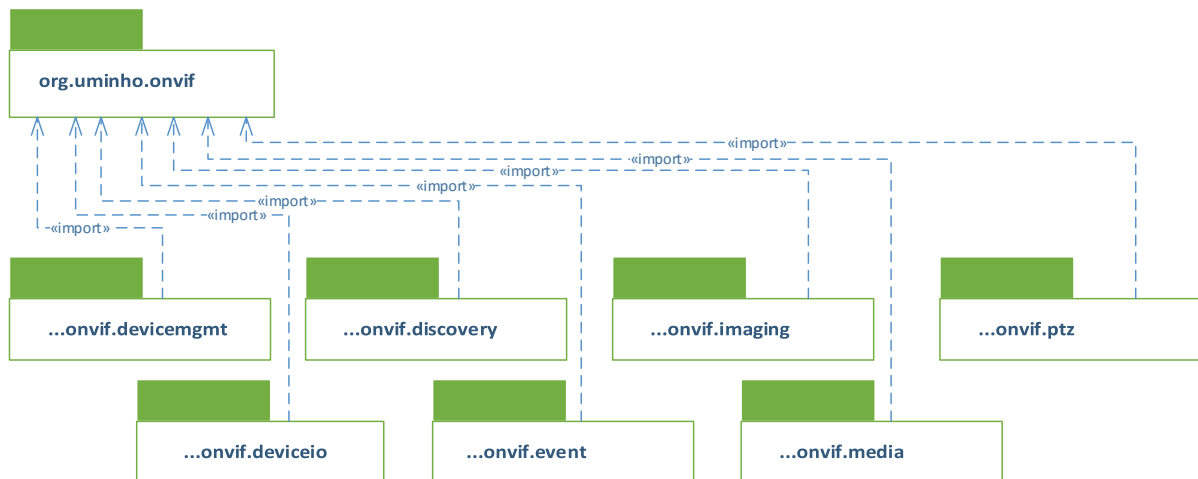 org.uminho.onvif
«import»
«import»
«import»
«import»
«import»
«import»
«import»
...onvif.devicemgmt
...onvif.discovery
...onvif.imaging
...onvif.ptz
...onvif.deviceio
...onvif.event
...onvif.media